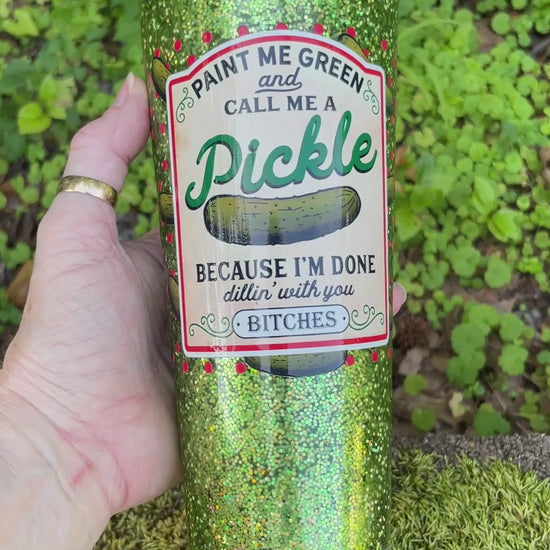 PAINT ME GREEN
and
CALL ME A
Pickle
BECAUSE I'M DONE
dillin' with you
BITCHES